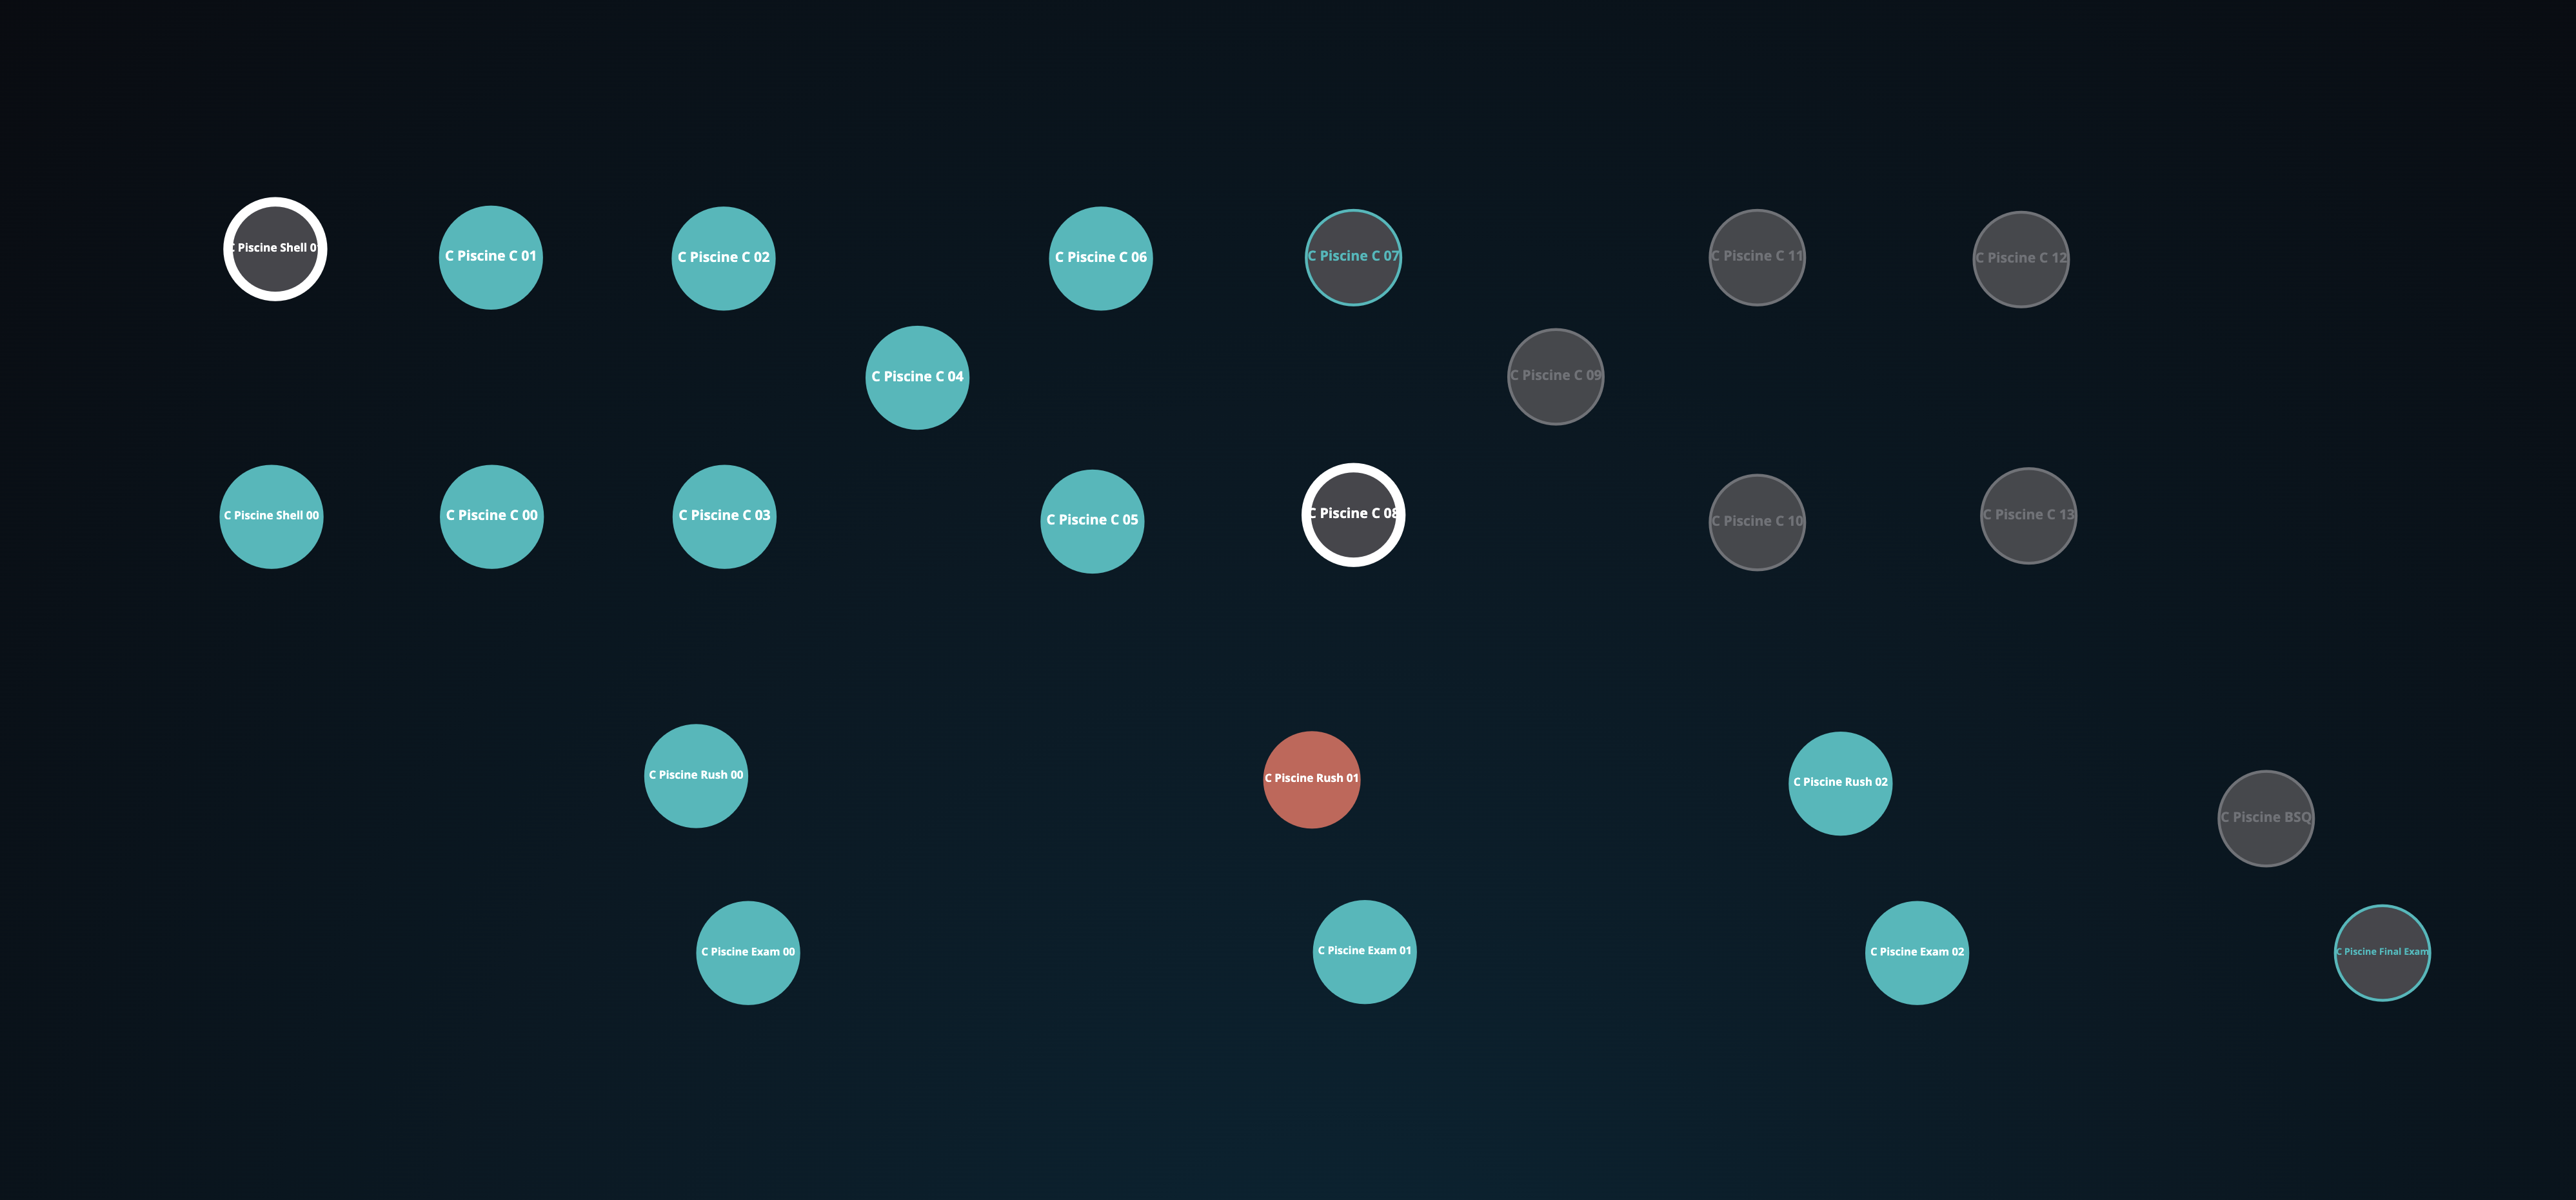 C Piscine Shell 0
C Piscine C 01
C Piscine C 02
C Piscine C 06
C Piscine C 07
C Piscine C 11
C Piscine C 12
C Piscine C 04
C Piscine C 09
C Piscine Shell 00
C Piscine C 00
C Piscine C 03
C Piscine C 05
C Piscine C 08
C Piscine C 10
C Piscine C 13
C Piscine Rush 00
C Piscine Rush 01
C Piscine Rush 02
C Piscine BSQ
C Piscine Exam 00
C Piscine Exam 01
C Piscine Exam 02
C Piscine Final Exam